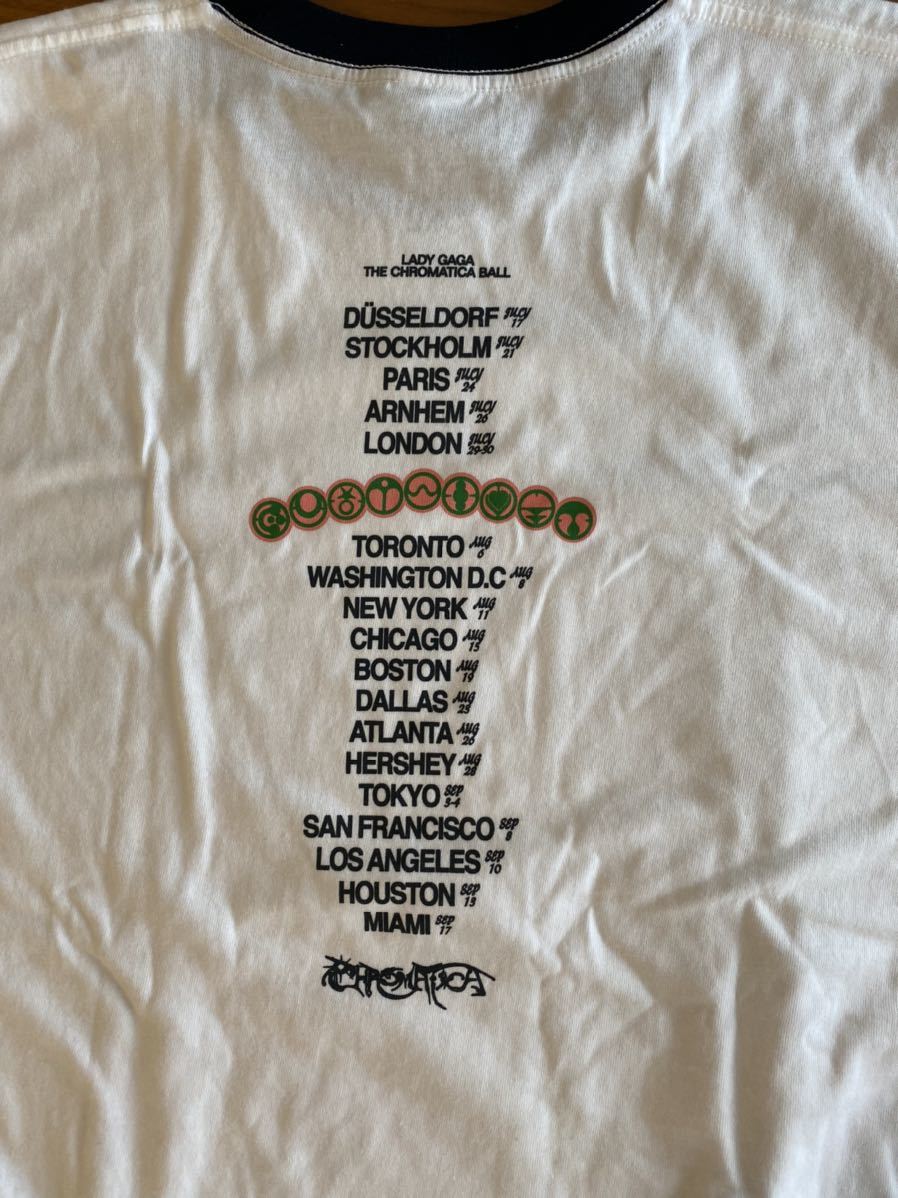 LADY GAGA
THE CHROMATICA BALL
DÜSSELDORF JULY 17
STOCKHOLM JULY 21
PARIS JULY 24
ARNHEM JULY 26
LONDON JULY 29-30
TORONTO AUG 6
WASHINGTON D.C AUG 8
NEW YORK AUG 11
CHICAGO AUG 15
BOSTON AUG 19
DALLAS AUG 23
ATLANTA AUG 26
HERSHEY AUG 28
TOKYO SEP 3-4
SAN FRANCISCO SEP 8
LOS ANGELES SEP 10
HOUSTON SEP 13
MIAMI SEP 17
CHROMATICA